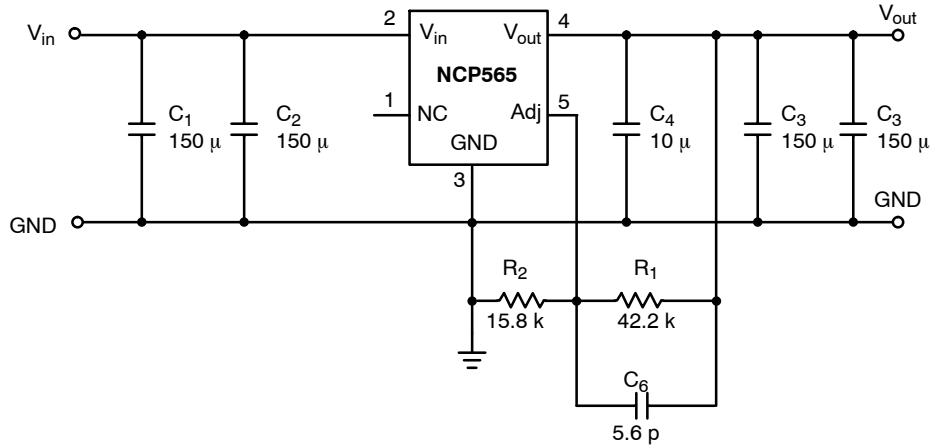 V_in
2
V_in
V_out
4
V_out
NCP565
1
NC
Adj
5
GND
3
C_1
150 μ
C_2
150 μ
C_4
10 μ
C_3
150 μ
C_3
150 μ
GND
GND
R_2
15.8 k
R_1
42.2 k
C_6
5.6 p